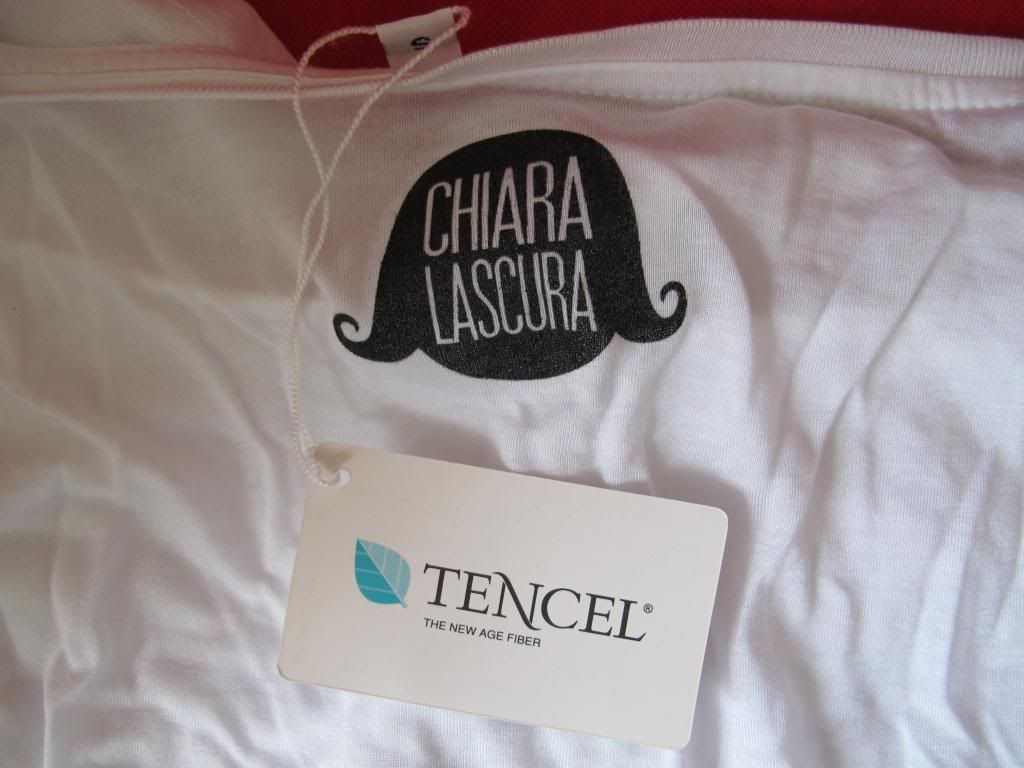 S
CHIARA
LASCURA
TENCEL®
THE NEW AGE FIBER